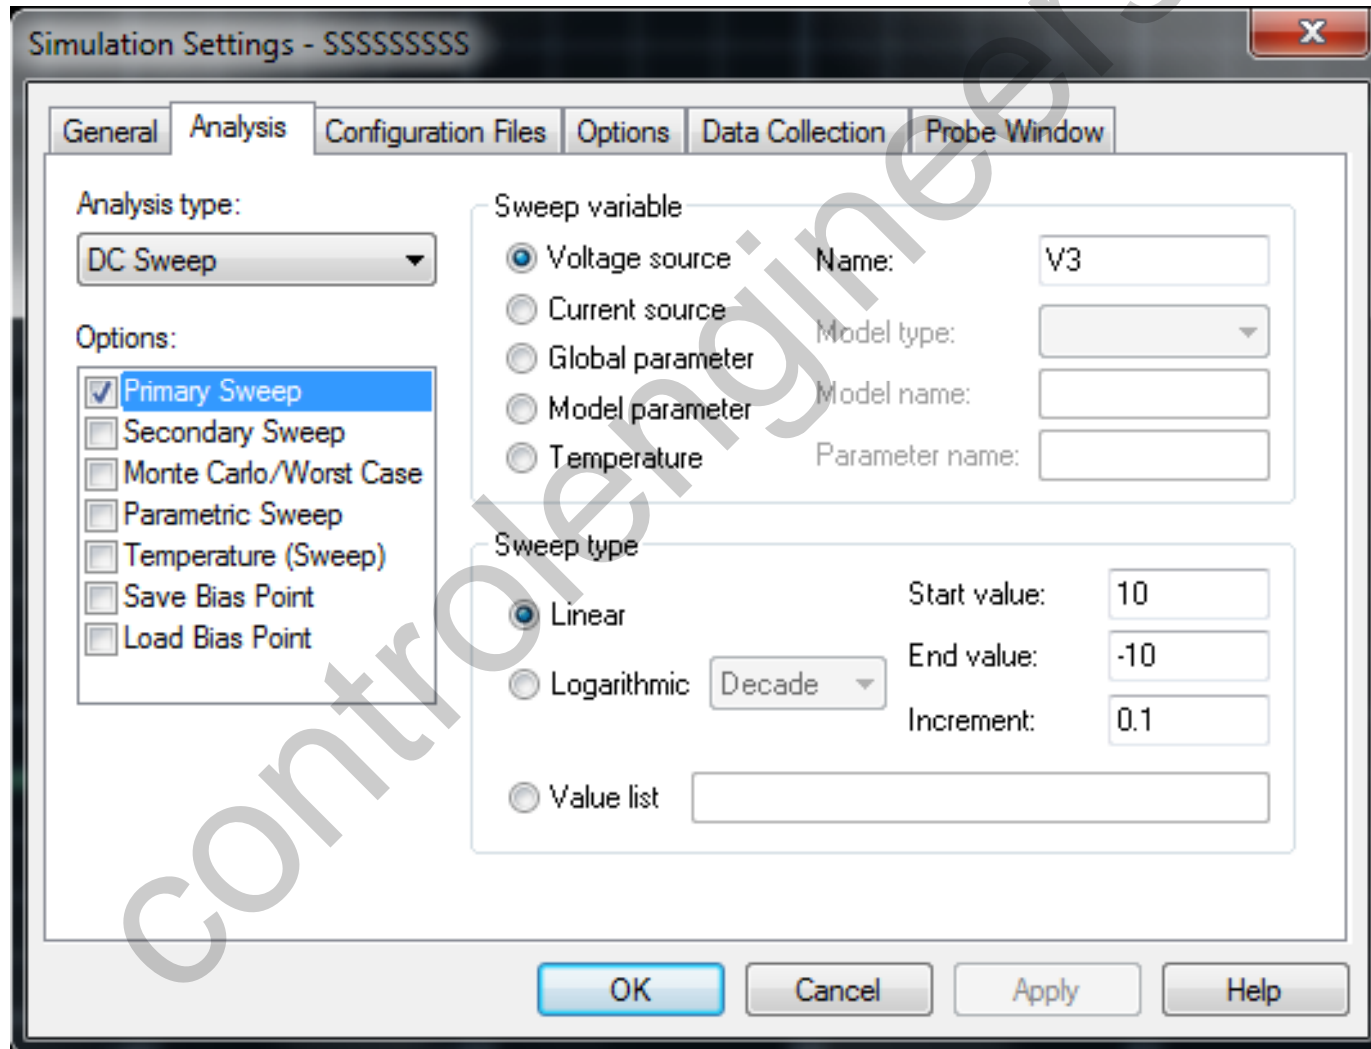 Simulation Settings - SSSSSSSSS
x
General Analysis Configuration Files Options Data Collection Probe Window
Analysis type:
DC Sweep
Options:
Primary Sweep
Secondary Sweep
Monte Carlo/Worst Case
Parametric Sweep
Temperature (Sweep)
Save Bias Point
Load Bias Point
Sweep variable
Voltage source
Current source
Global parameter
Model parameter
Temperature
Name: V3
Model type:
Model name:
Parameter name:
Sweep type
Linear
Logarithmic Decade
Value list
Start value: 10
End value: -10
Increment: 0.1
OK Cancel Apply Help
controlengineers